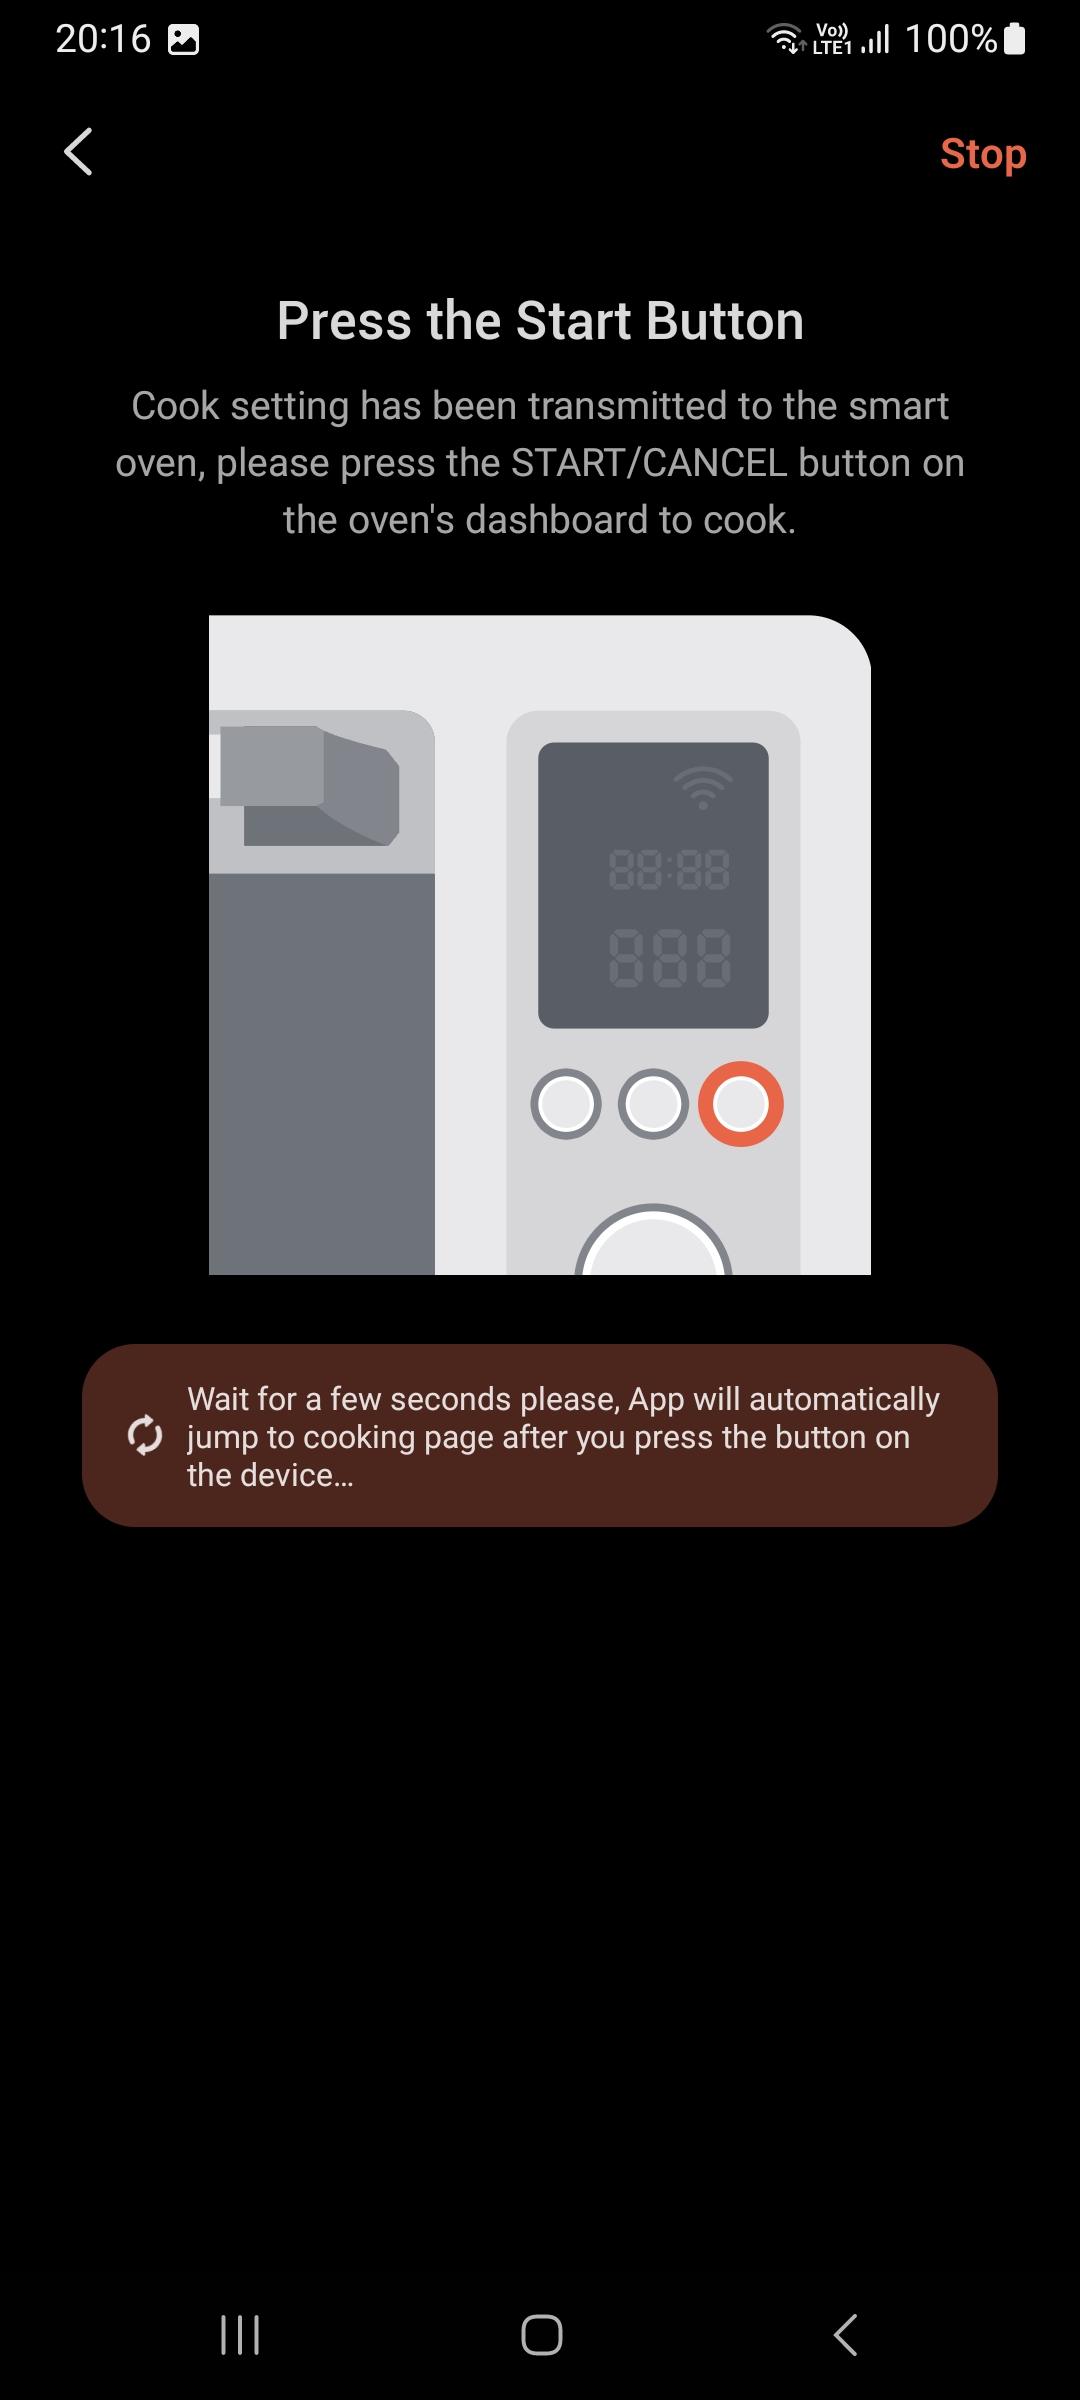 20:16
Vo))
LTE1
100%
Stop
Press the Start Button
Cook setting has been transmitted to the smart
oven, please press the START/CANCEL button on
the oven's dashboard to cook.
88:88
888
Wait for a few seconds please, App will automatically
jump to cooking page after you press the button on
the device...